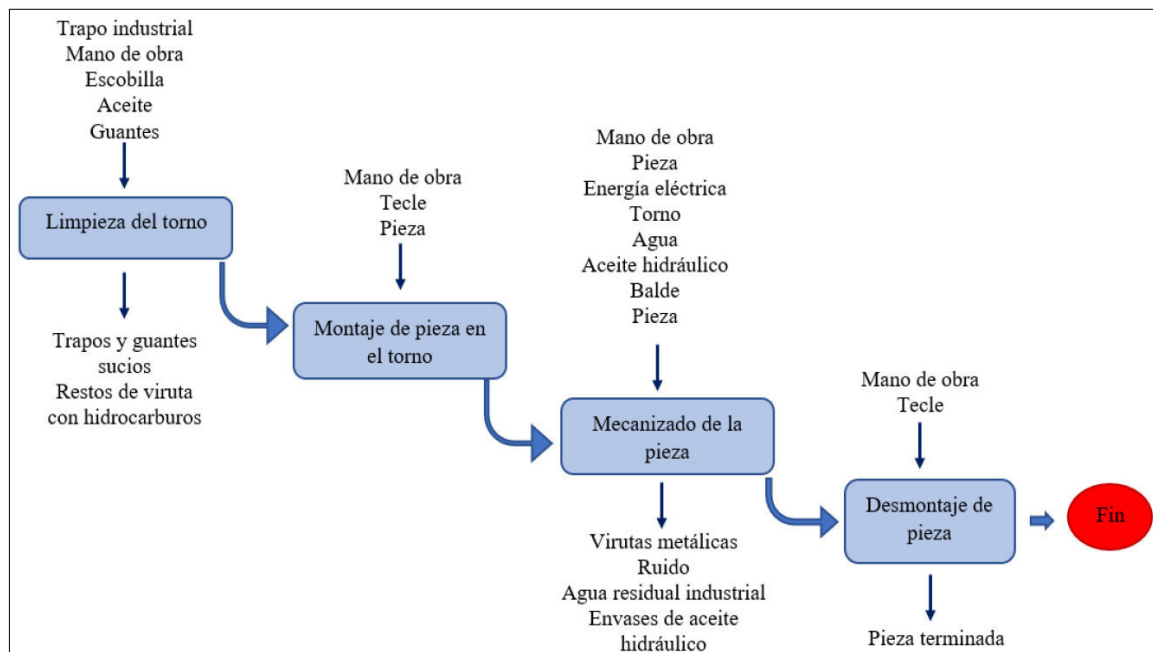 Trapo industrial
Mano de obra
Escobilla
Aceite
Guantes
Limpieza del torno
Trapos y guantes
sucios
Restos de viruta
con hidrocarburos
Mano de obra
Tecle
Pieza
Montaje de pieza en
el torno
Mano de obra
Pieza
Energía eléctrica
Torno
Agua
Aceite hidráulico
Balde
Pieza
Mecanizado de la
pieza
Virutas metálicas
Ruido
Agua residual industrial
Envases de aceite
hidráulico
Mano de obra
Tecle
Desmontaje de
pieza
Pieza terminada
Fin